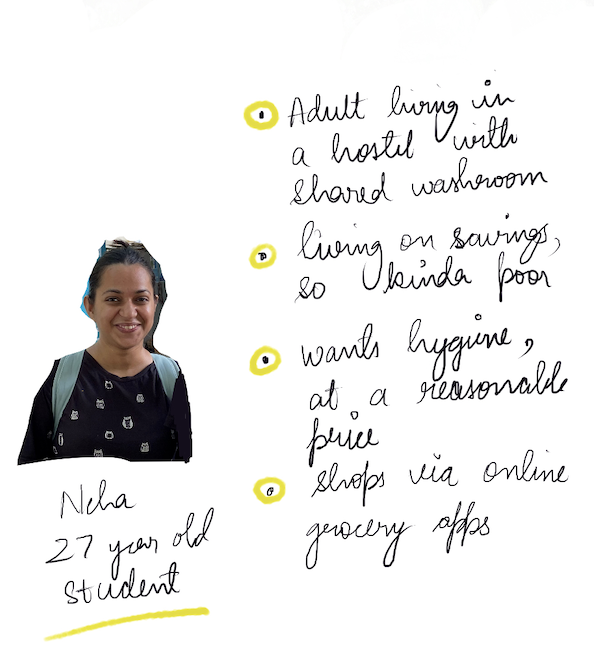 Adult living in
a hostel with
shared washroom
living on savings,
so kinda poor
wants hygine,
at a reasonable
price
shops via online
grocery apps
Neha
27 year old
student